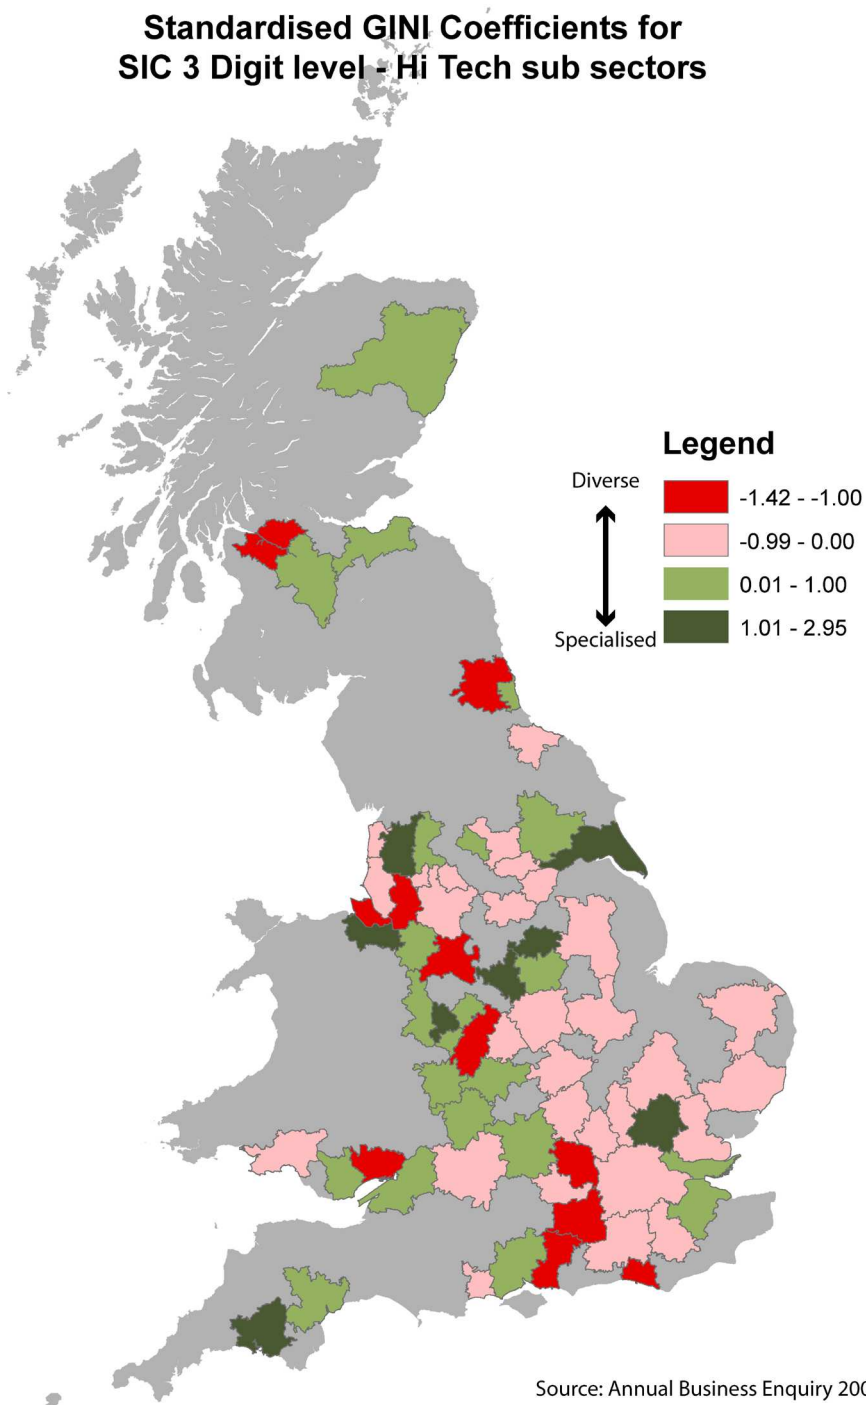 Standardised GINI Coefficients for
SIC 3 Digit level - Hi Tech sub sectors
Legend
Diverse
-1.42 - -1.00
-0.99 - 0.00
0.01 - 1.00
Specialised
1.01 - 2.95
Source: Annual Business Enquiry